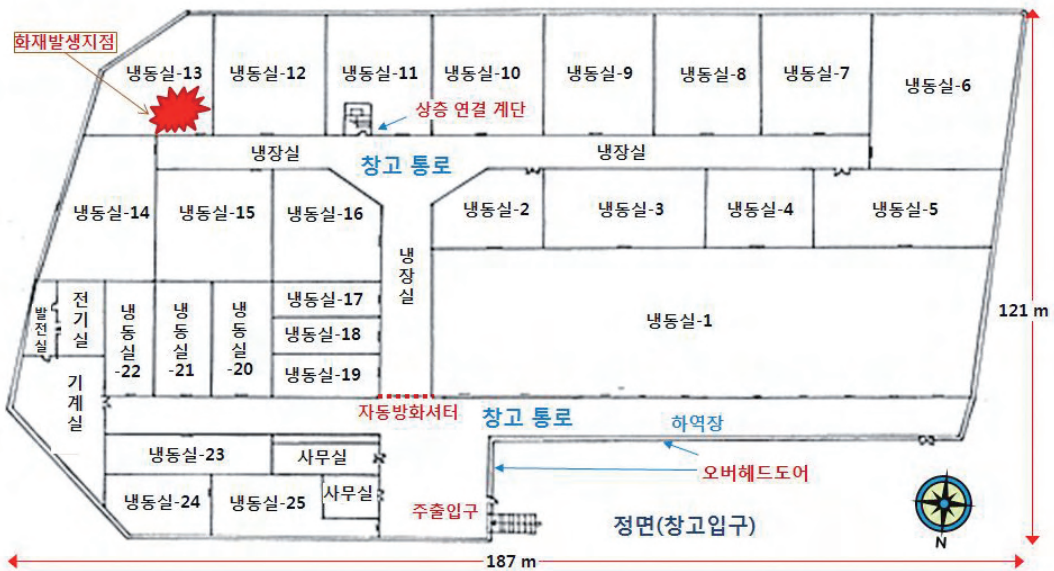 화재발생지점
냉동실-13
냉동실-12
냉동실-11
냉동실-10
냉동실-9
냉동실-8
냉동실-7
냉동실-6
상층 연결 계단
냉장실
창고 통로
냉장실
냉동실-14
냉동실-15
냉동실-16
냉동실-2
냉동실-3
냉동실-4
냉동실-5
냉장실
발전실
전기실
냉동실-22
냉동실-21
냉동실-20
냉동실-17
냉동실-18
냉동실-19
냉동실-1
121 m
기계실
자동방화셔터
창고 통로
하역장
냉동실-23
사무실
오버헤드도어
냉동실-24
냉동실-25
사무실
주출입구
정면(창고입구)
N
187 m